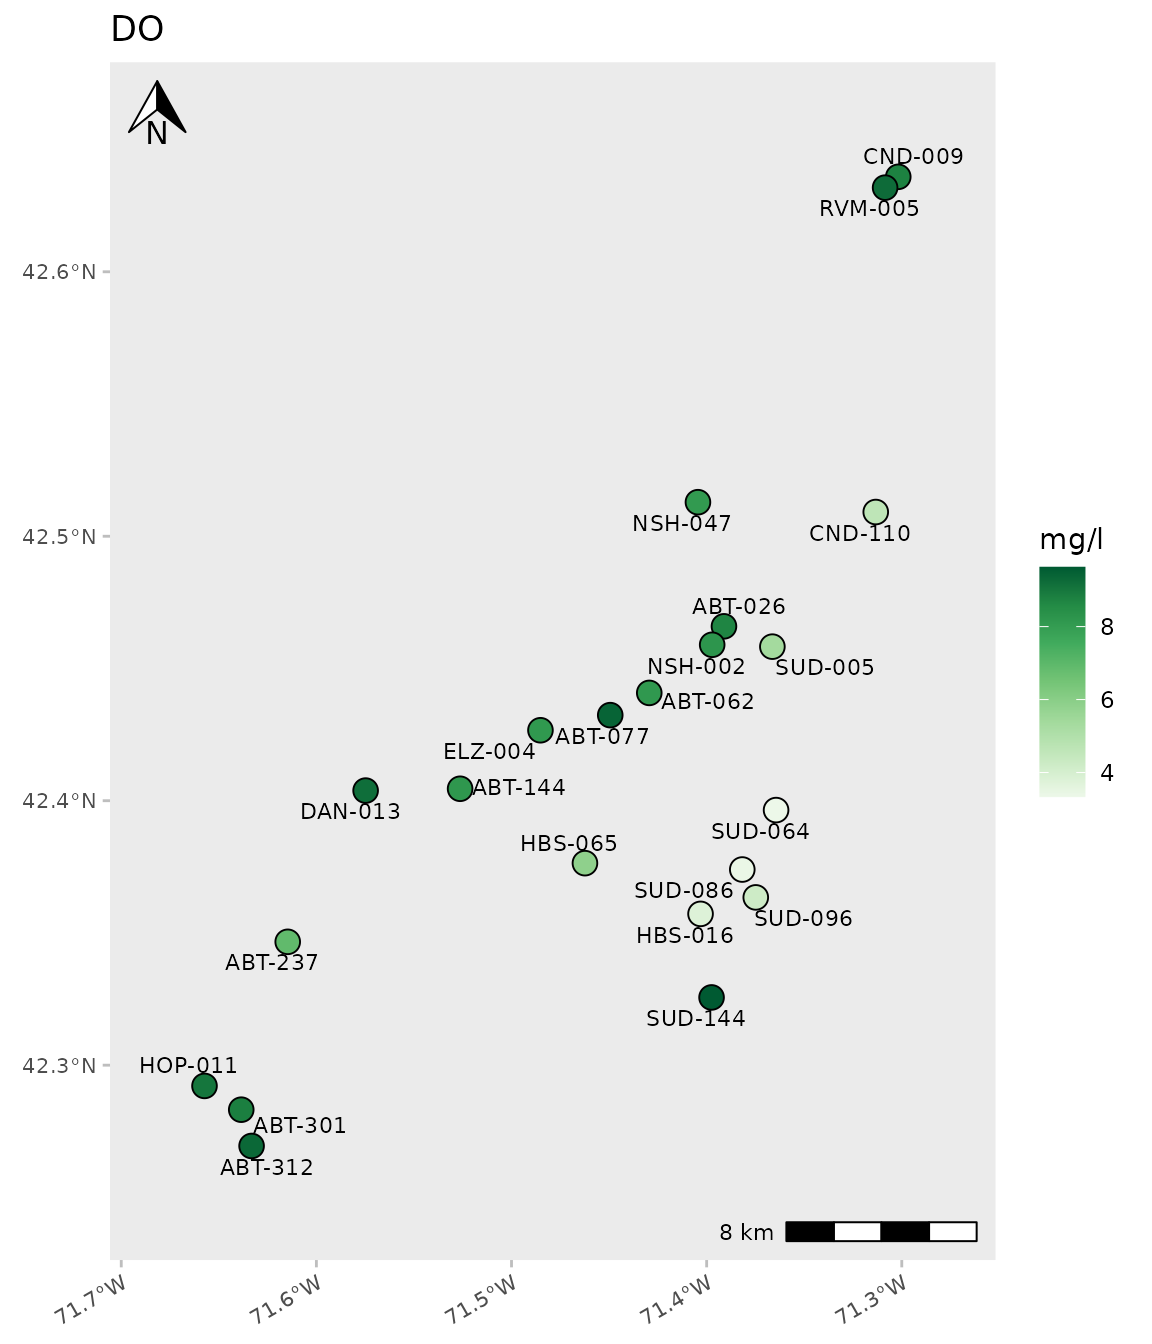 DO
N
CND-009
RVM-005
42.6°N
NSH-047
CND-110
42.5°N
mg/l
8
6
4
ABT-026
NSH-002
SUD-005
ABT-062
ABT-077
ELZ-004
ABT-144
DAN-013
42.4°N
SUD-064
HBS-065
SUD-086
SUD-096
HBS-016
ABT-237
SUD-144
HOP-011
42.3°N
ABT-301
ABT-312
8 km
71.7°W
71.6°W
71.5°W
71.4°W
71.3°W